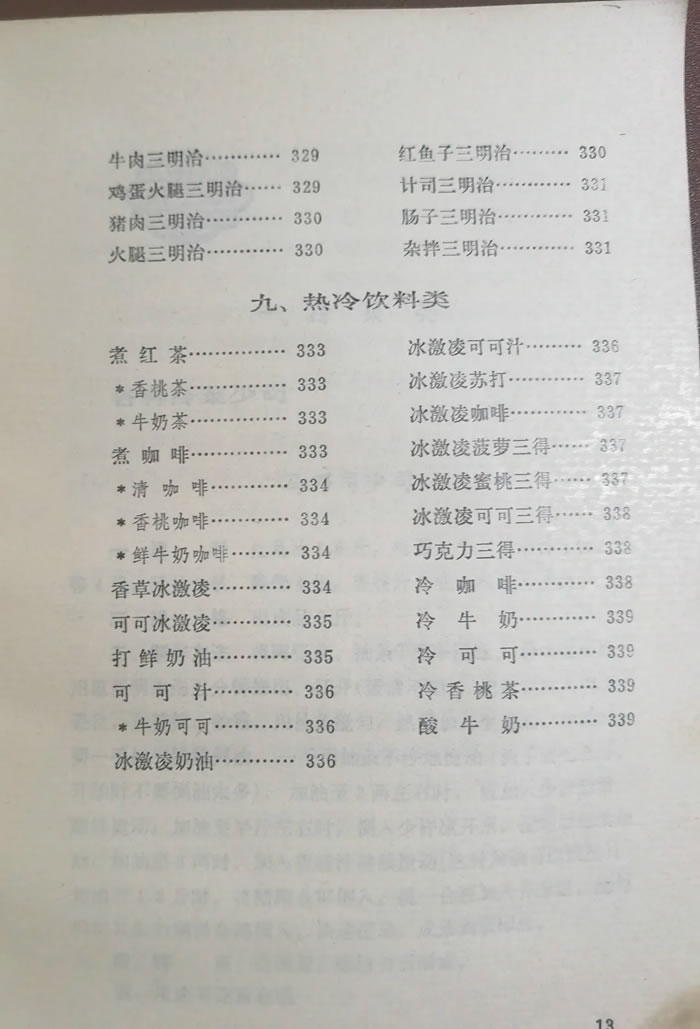 牛肉三明治………… 329
鸡蛋火腿三明治…… 329
猪肉三明治………… 330
火腿三明治………… 330
红鱼子三明治……… 330
计司三明治………… 331
肠子三明治………… 331
杂拌三明治………… 331
九、热冷饮料类
煮红茶…………… 333
*香桃茶………… 333
*牛奶茶………… 333
煮咖啡…………… 333
*清咖啡………… 334
*香桃咖啡……… 334
*鲜牛奶咖啡…… 334
香草冰激凌……… 334
可可冰激凌……… 335
打鲜奶油………… 335
可可汁…………… 336
*牛奶可可……… 336
冰激凌奶油……… 336
冰激凌可可汁……… 336
冰激凌苏打………… 337
冰激凌咖啡………… 337
冰激凌菠萝三得…… 337
冰激凌蜜桃三得…… 337
冰激凌可可三得…… 338
巧克力三得………… 338
冷咖啡……………… 338
冷牛奶……………… 339
冷可可……………… 339
冷香桃茶…………… 339
酸牛奶……………… 339
13